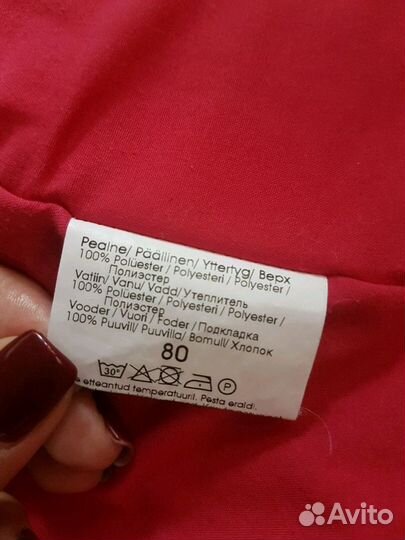 Pealne/ Päällinen/ Yttertyg/ Верх
100% Polüester / Polyesteri / Polyester /
Полиэстер
Vatiin/ Vanu/ Vadd/ Утеплитель
100% Polüester / Polyesteri / Polyester /
Полиэстер
Vooder/ Vuori / Foder / Подкладка
100% Puuvill/ Puuvilla/ Bomull/ Хлопок
80
30° P
etteantud temperatuuril. Pesta eraldi.
Avito